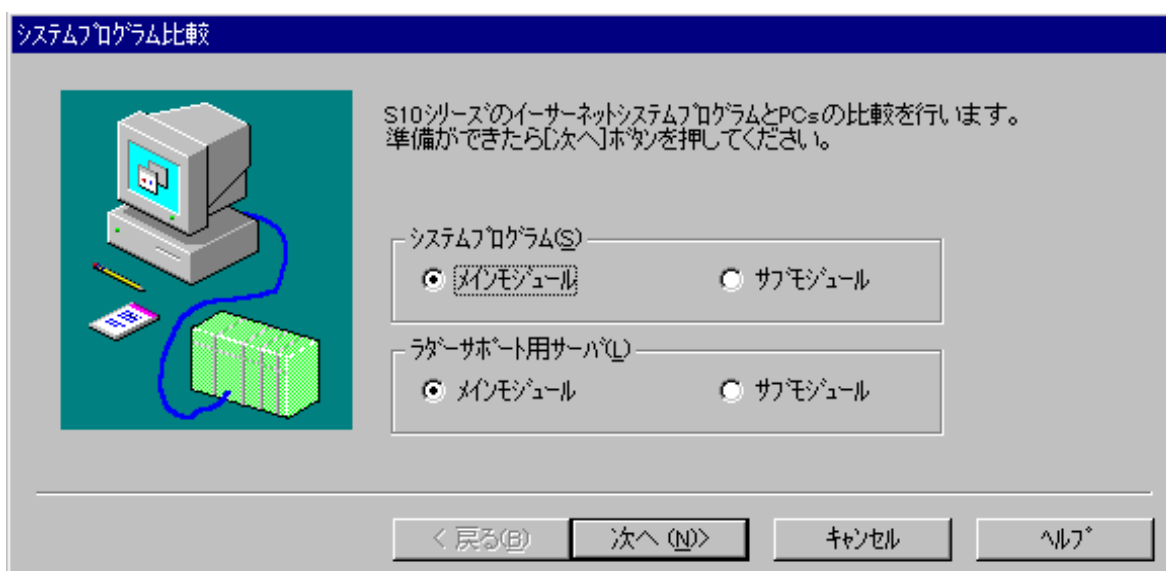 システムプログラム比較
S10シリーズのイーサーネットシステムプログラムとPCsの比較を行います。
準備ができたら[次へ]ボタンを押してください。
システムプログラム(S)
メインモジュール サブモジュール
ラダーサポート用サーバ(L)
メインモジュール サブモジュール
< 戻る(B) 次へ (N)> キャンセル ヘルプ